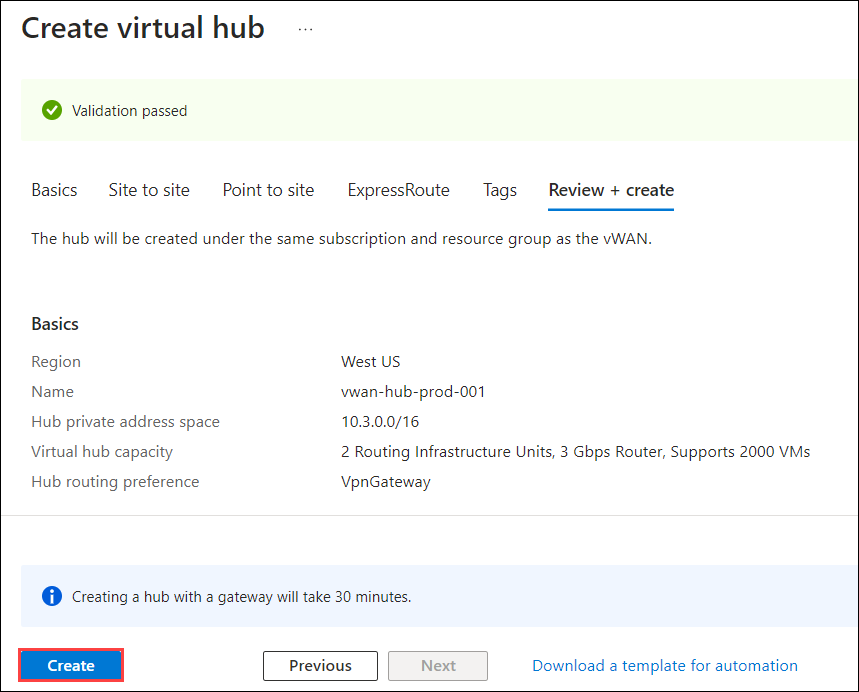 Create virtual hub ...
Validation passed
Basics Site to site Point to site ExpressRoute Tags Review + create
The hub will be created under the same subscription and resource group as the vWAN.
Basics
Region West US
Name vwan-hub-prod-001
Hub private address space 10.3.0.0/16
Virtual hub capacity 2 Routing Infrastructure Units, 3 Gbps Router, Supports 2000 VMs
Hub routing preference VpnGateway
Creating a hub with a gateway will take 30 minutes.
Create Previous Next Download a template for automation